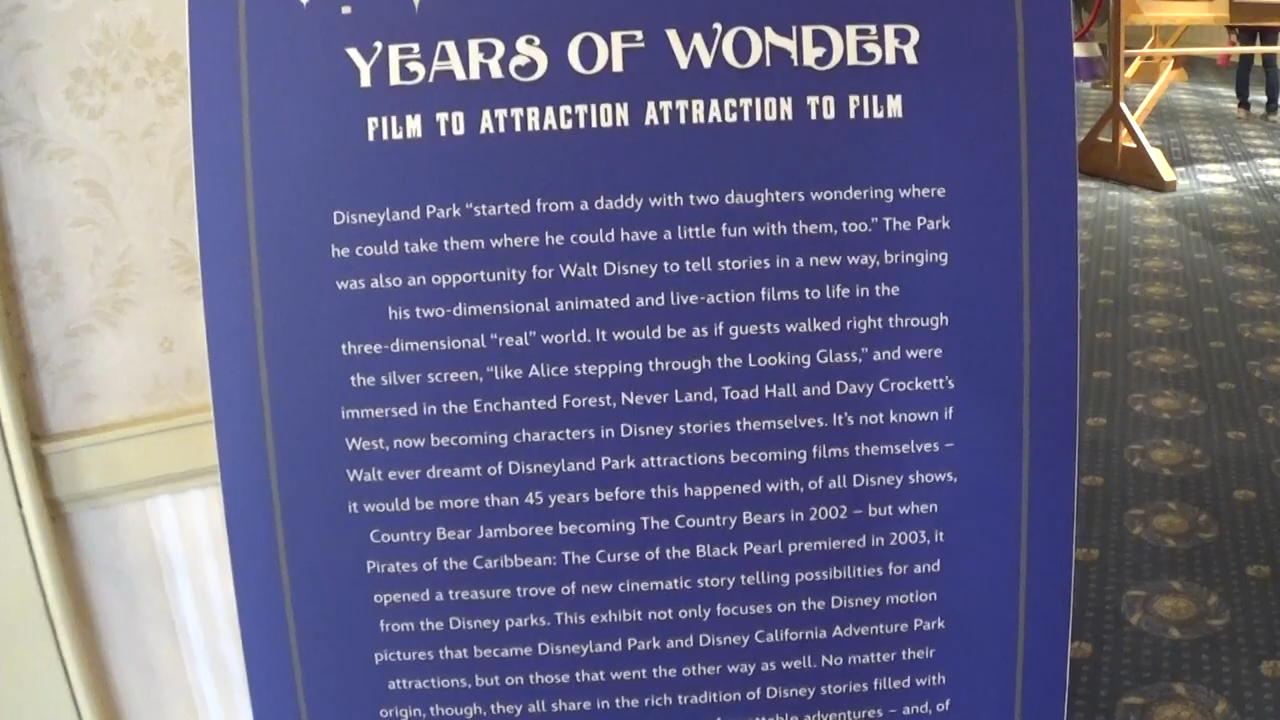 YEARS OF WONDER
FILM TO ATTRACTION ATTRACTION TO FILM
Disneyland Park “started from a daddy with two daughters wondering where
he could take them where he could have a little fun with them, too.” The Park
was also an opportunity for Walt Disney to tell stories in a new way, bringing
his two-dimensional animated and live-action films to life in the
three-dimensional “real” world. It would be as if guests walked right through
the silver screen, “like Alice stepping through the Looking Glass,” and were
immersed in the Enchanted Forest, Never Land, Toad Hall and Davy Crockett’s
West, now becoming characters in Disney stories themselves. It’s not known if
Walt ever dreamt of Disneyland Park attractions becoming films themselves –
it would be more than 45 years before this happened with, of all Disney shows,
Country Bear Jamboree becoming The Country Bears in 2002 – but when
Pirates of the Caribbean: The Curse of the Black Pearl premiered in 2003, it
opened a treasure trove of new cinematic story telling possibilities for and
from the Disney parks. This exhibit not only focuses on the Disney motion
pictures that became Disneyland Park and Disney California Adventure Park
attractions, but on those that went the other way as well. No matter their
origin, though, they all share in the rich tradition of Disney stories filled with
adventures – and, of